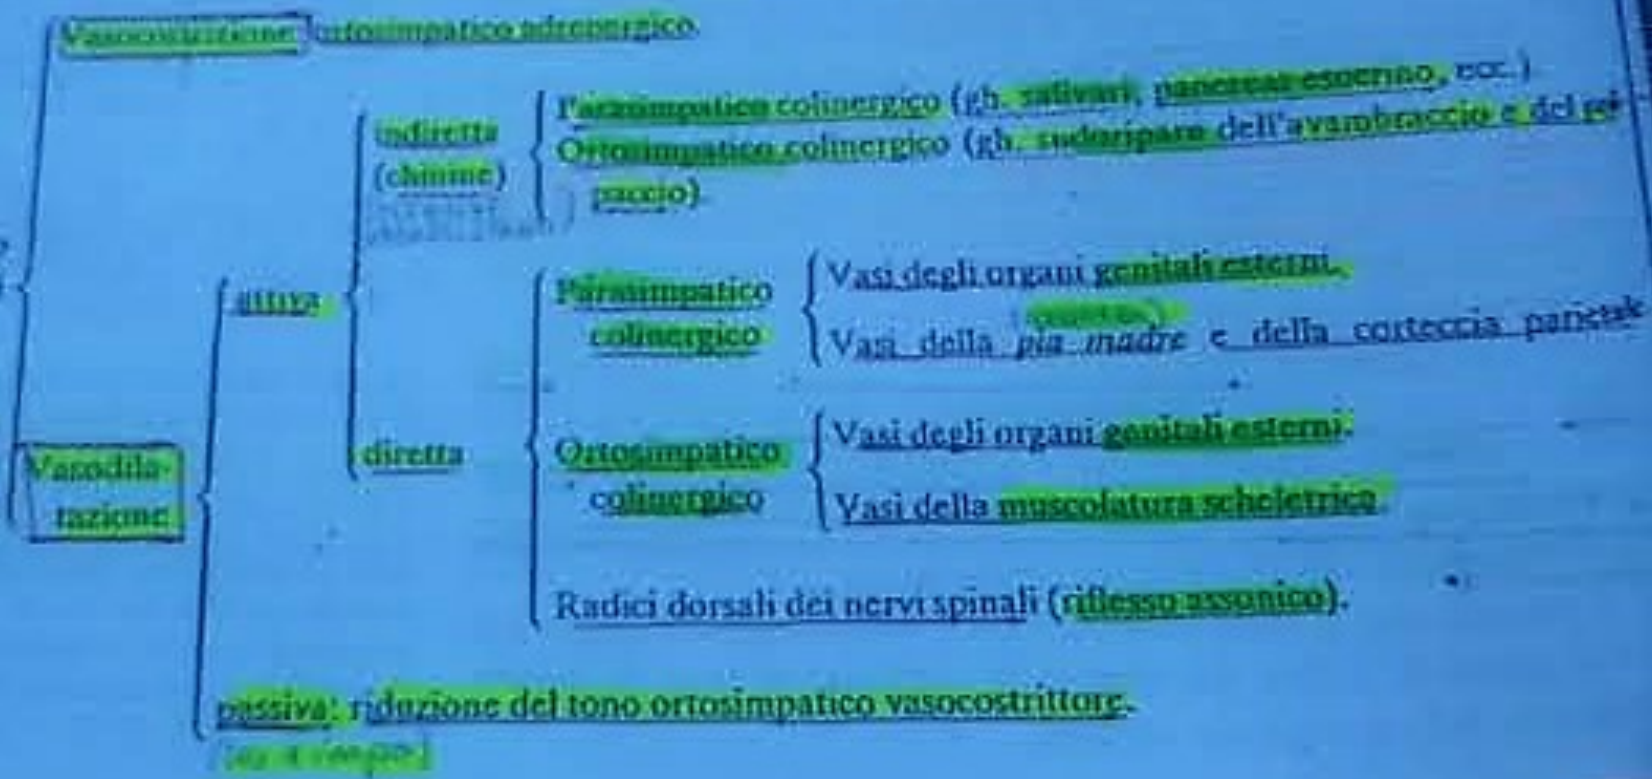 Vasocostrizione ortosimpatico adrenergico.
indiretta
(chinine)
Parasimpatico colinergico (gh. salivari, pancreas esocrino, ecc.)
Ortosimpatico colinergico (gh. sudoripare dell'avambraccio e del pal-
paccio)
attiva
Parasimpatico
colinergico
Vasi degli organi genitali esterni.
Vasi della pia madre e della corteccia parietale
diretta
Ortosimpatico
colinergico
Vasi degli organi genitali esterni.
Vasi della muscolatura scheletrica.
Radici dorsali dei nervi spinali (riflesso assonico).
Vasodila-
tazione
passiva: riduzione del tono ortosimpatico vasocostrittore.